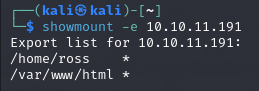 ┌──(kali㉿kali)-[~]
└─$ showmount -e 10.10.11.191
Export list for 10.10.11.191:
/home/ross    *
/var/www/html *